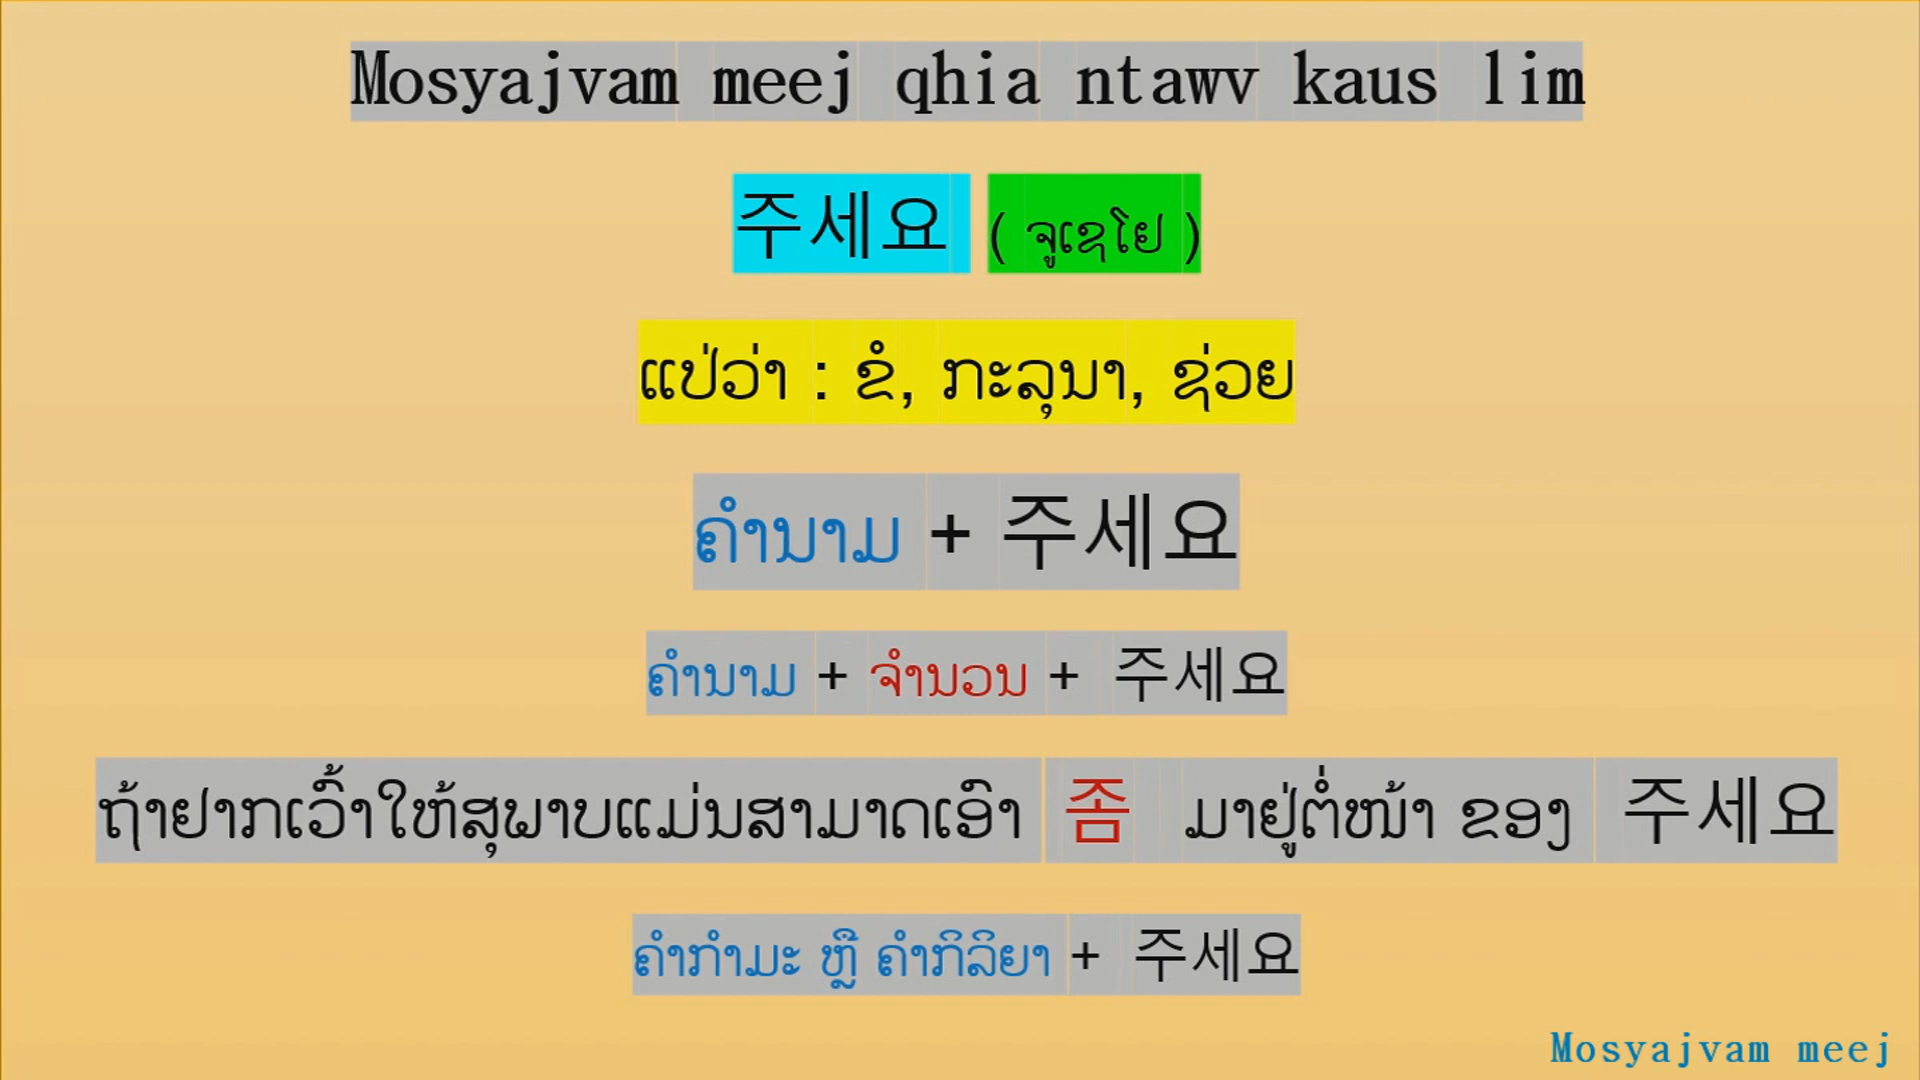 Mosyajvam meej qhia ntawv kaus lim
주세요 ( ຈູເຊໂຢ )
ແປ່ວ່າ : ຂໍ, ກະລຸນາ, ຊ່ວຍ
ຄຳນາມ + 주세요
ຄຳນາມ + ຈຳນວນ + 주세요
ຖ້າຢາກເວົ້າໃຫ້ສຸພາບແມ່ນສາມາດເອົາ 좀 ມາຢູ່ຕໍ່ໜ້າ ຂອງ 주세요
ຄຳກຳມະ ຫຼື ຄຳກິລິຍາ + 주세요
Mosyajvam meej